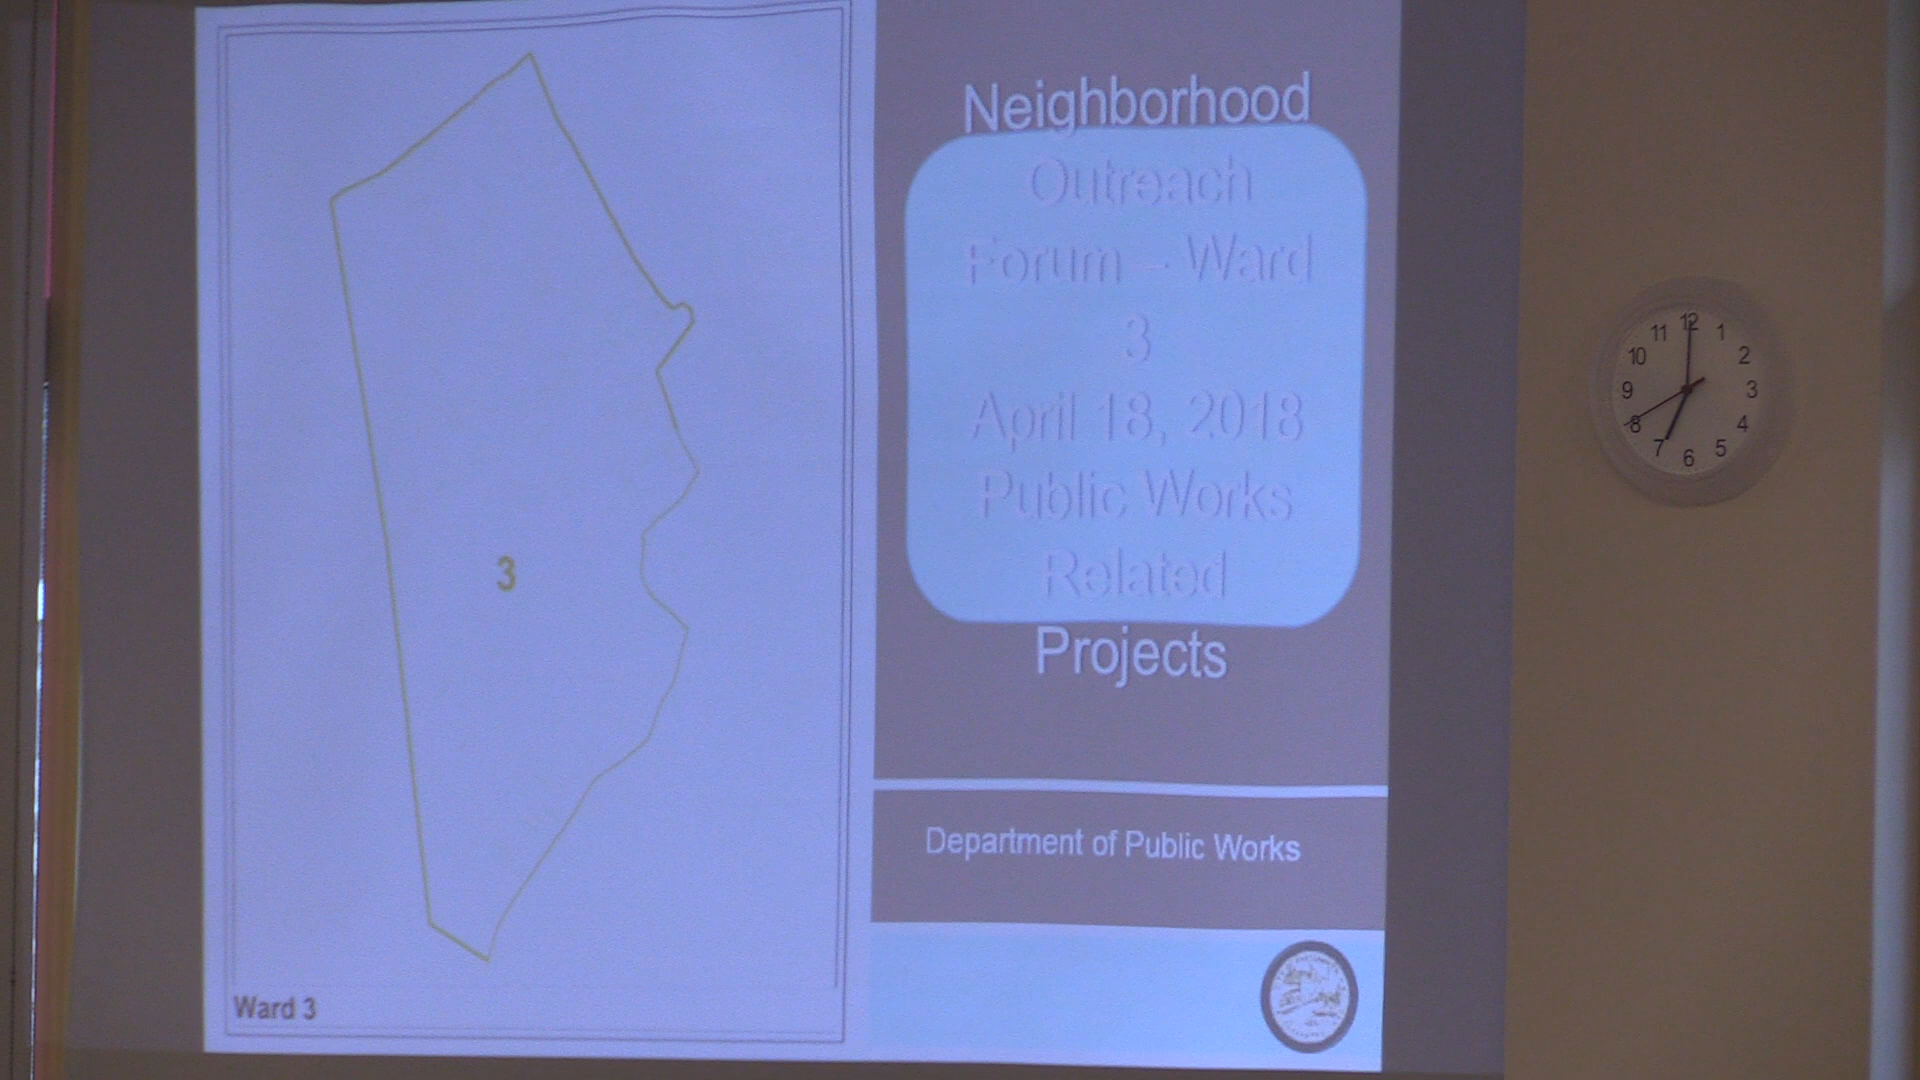 3
Ward 3
Neighborhood
Outreach
Forum – Ward
3
April 18, 2018
Public Works
Related
Projects
Department of Public Works
12
1
2
3
4
5
6
7
8
9
10
11